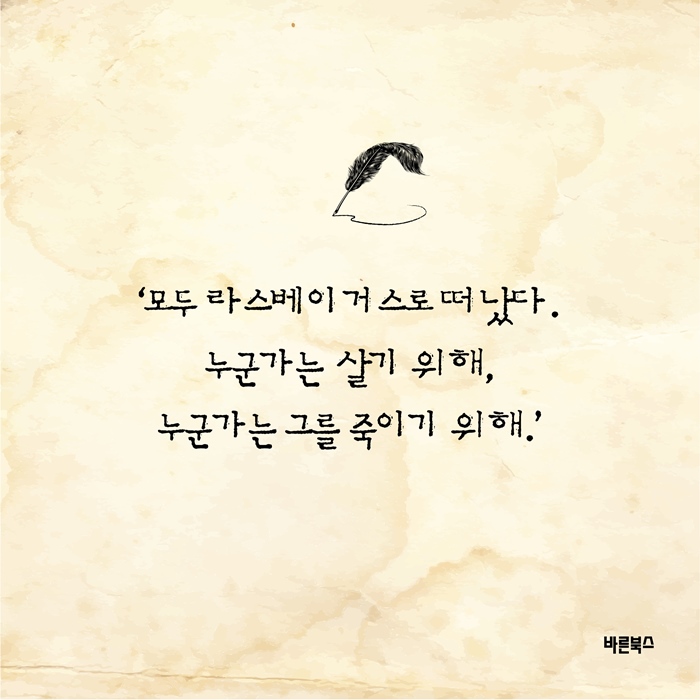 ‘모두 라스베이거스로 떠났다.
누군가는 살기 위해,
누군가는 그를 죽이기 위해.’
바른북스